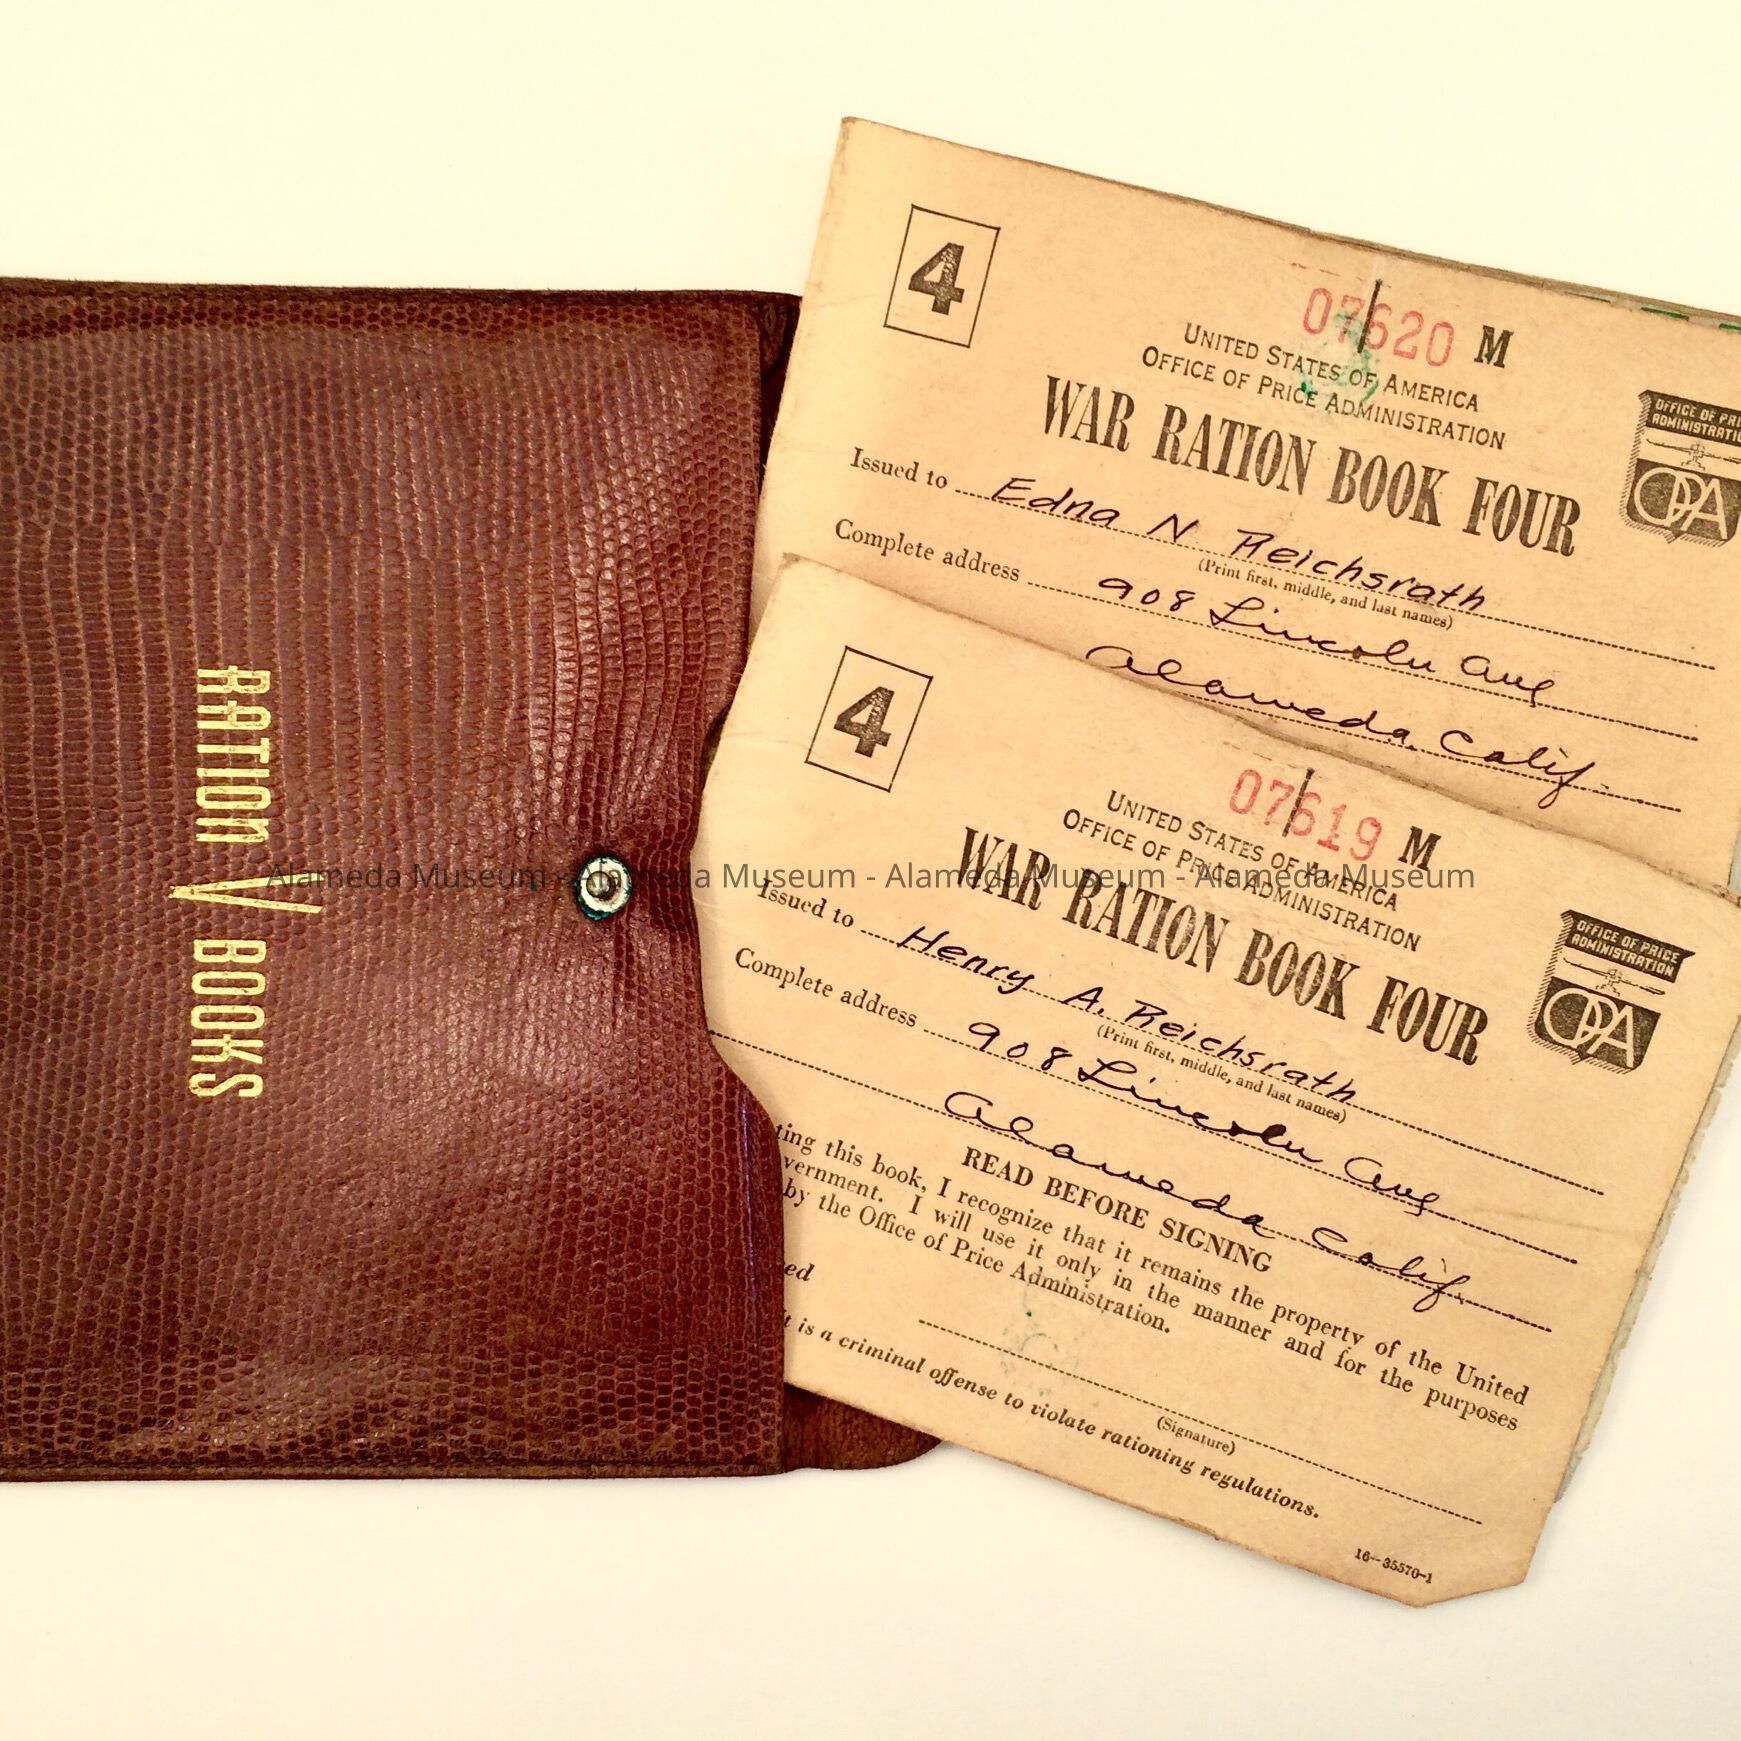 RATION V BOOKS
4
07620 M
UNITED STATES OF AMERICA
OFFICE OF PRICE ADMINISTRATION
WAR RATION BOOK FOUR
OFFICE OF PRI
ADMINISTRATI
OPA
Issued to Edna N Reichsrath
(Print first, middle, and last names)
Complete address 908 Lincoln Ave
Alameda Calif.
4
07619 M
UNITED STATES OF AMERICA
OFFICE OF PRICE ADMINISTRATION
WAR RATION BOOK FOUR
OFFICE OF PRICE
ADMINISTRATION
OPA
Issued to Henry A. Reichsrath
(Print first, middle, and last names)
Complete address 908 Lincoln Ave
Alameda Calif.
READ BEFORE SIGNING
ting this book, I recognize that it remains the property of the United
vernment. I will use it only in the manner and for the purposes
by the Office of Price Administration.
ed
(Signature)
It is a criminal offense to violate rationing regulations.
16—35570-1
Alameda Museum - Alameda Museum - Alameda Museum - Alameda Museum